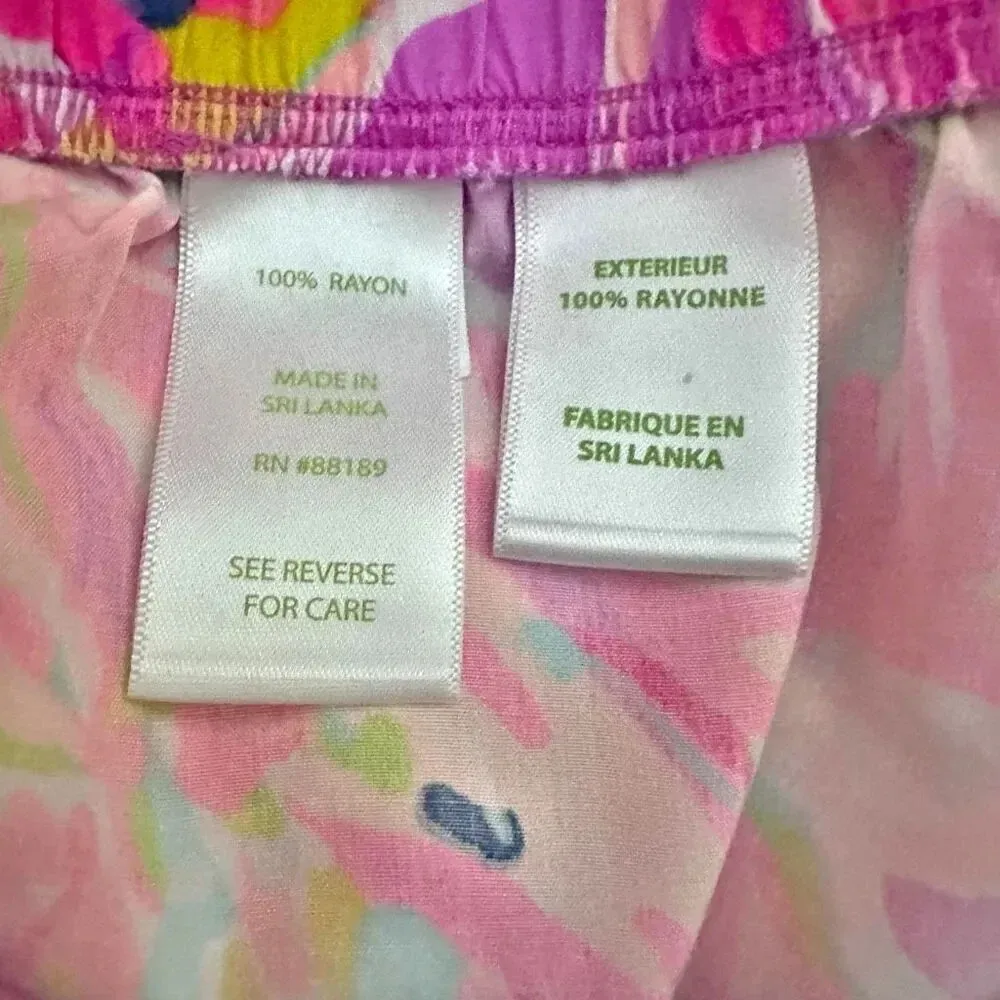 100% RAYON
MADE IN
SRI LANKA
RN #88189
SEE REVERSE
FOR CARE
EXTERIEUR
100% RAYONNE
FABRIQUE EN
SRI LANKA